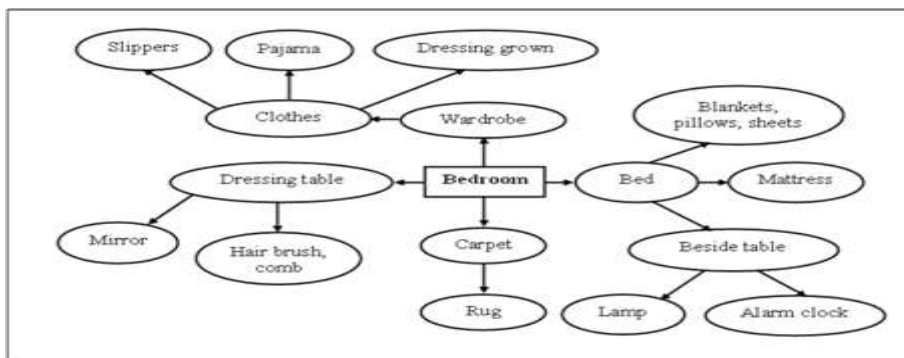 Slippers
Pajama
Dressing grown
Clothes
Wardrobe
Blankets,
pillows, sheets
Dressing table
Bedroom
Bed
Mattress
Mirror
Hair brush,
comb
Carpet
Beside table
Rug
Lamp
Alarm clock